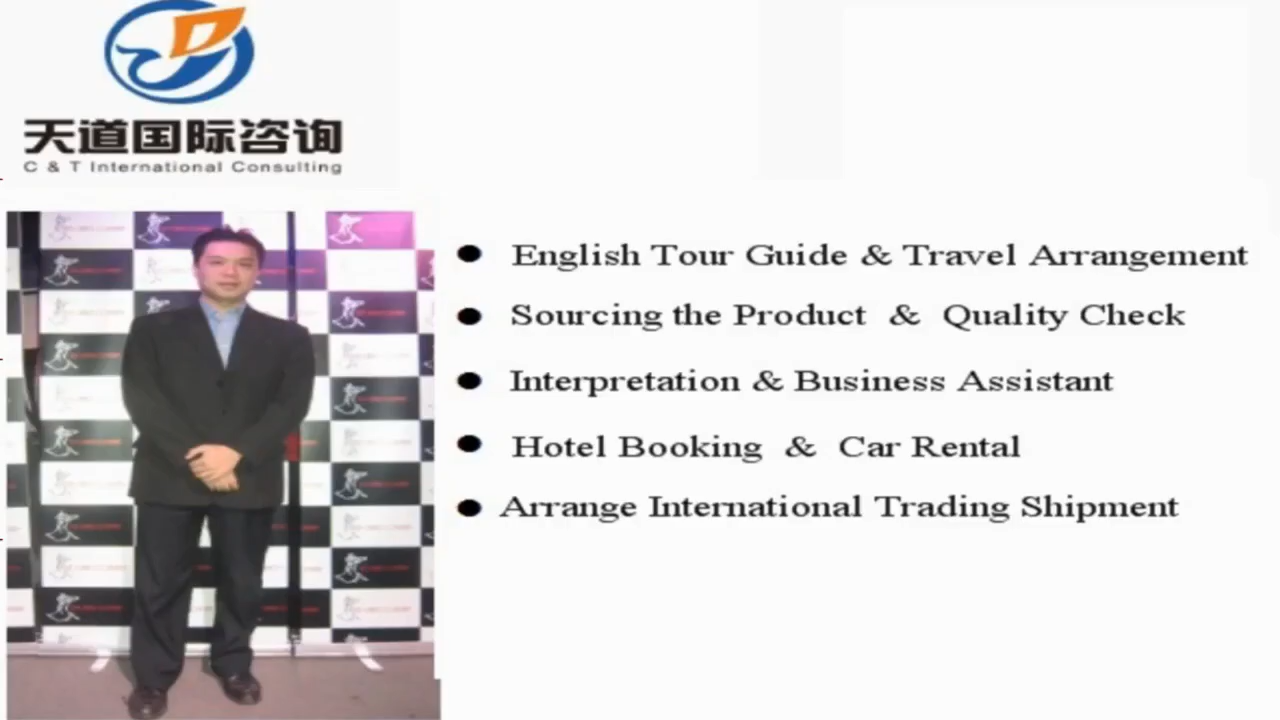 天道国际咨询
C & T International Consulting
English Tour Guide & Travel Arrangement
Sourcing the Product & Quality Check
Interpretation & Business Assistant
Hotel Booking & Car Rental
Arrange International Trading Shipment